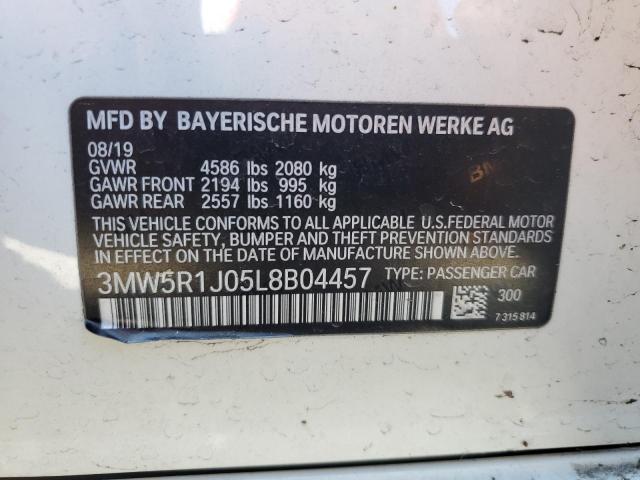 MFD BY BAYERISCHE MOTOREN WERKE AG
08/19
GVWR 4586 lbs 2080 kg
GAWR FRONT 2194 lbs 995 kg
GAWR REAR 2557 lbs 1160 kg
THIS VEHICLE CONFORMS TO ALL APPLICABLE U.S.FEDERAL MOTOR
VEHICLE SAFETY, BUMPER AND THEFT PREVENTION STANDARDS
IN EFFECT ON THE DATE OF MANUFACTURE SHOWN ABOVE.
3MW5R1J05L8B04457 TYPE: PASSENGER CAR
300
7 315 814